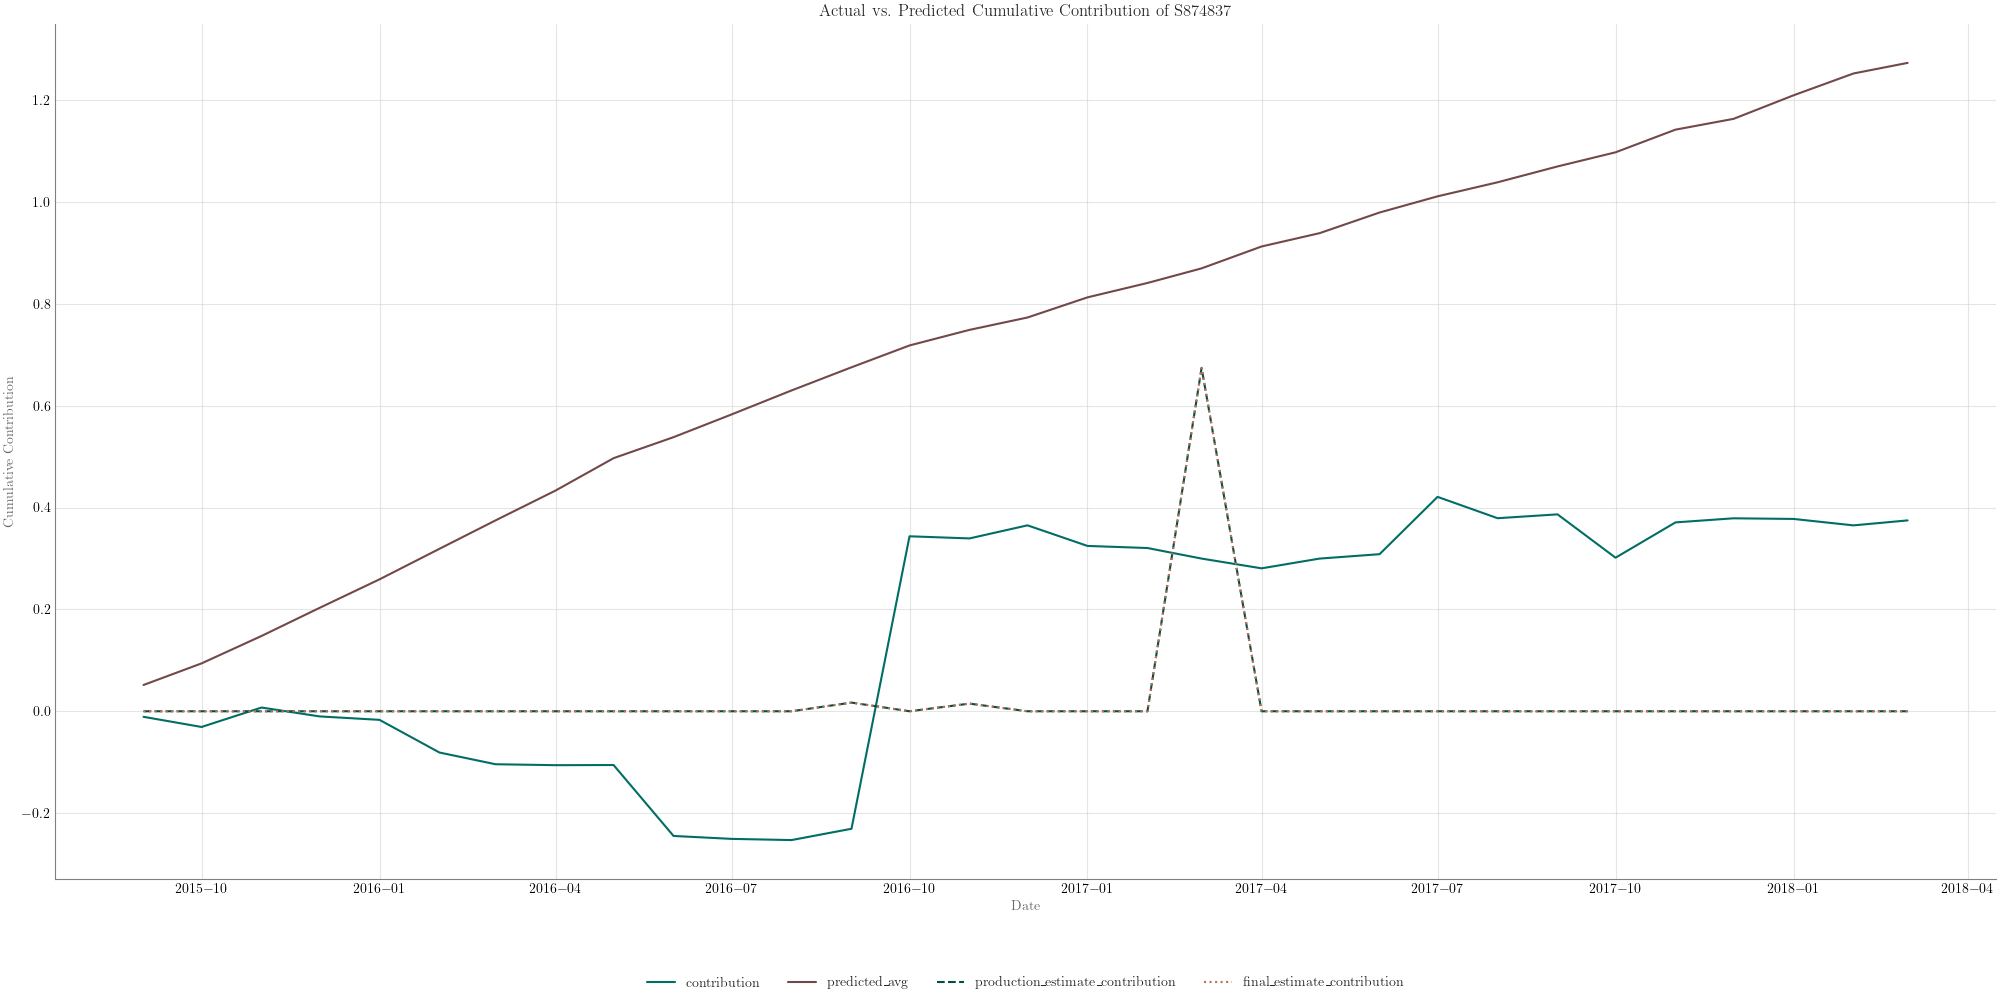 Actual vs. Predicted Cumulative Contribution of S874837
Cumulative Contribution
1.2
1.0
0.8
0.6
0.4
0.2
0.0
−0.2
2015−10 2016−01 2016−04 2016−07 2016−10 2017−01 2017−04 2017−07 2017−10 2018−01 2018−04
Date
contribution predicted_avg production_estimate_contribution final_estimate_contribution